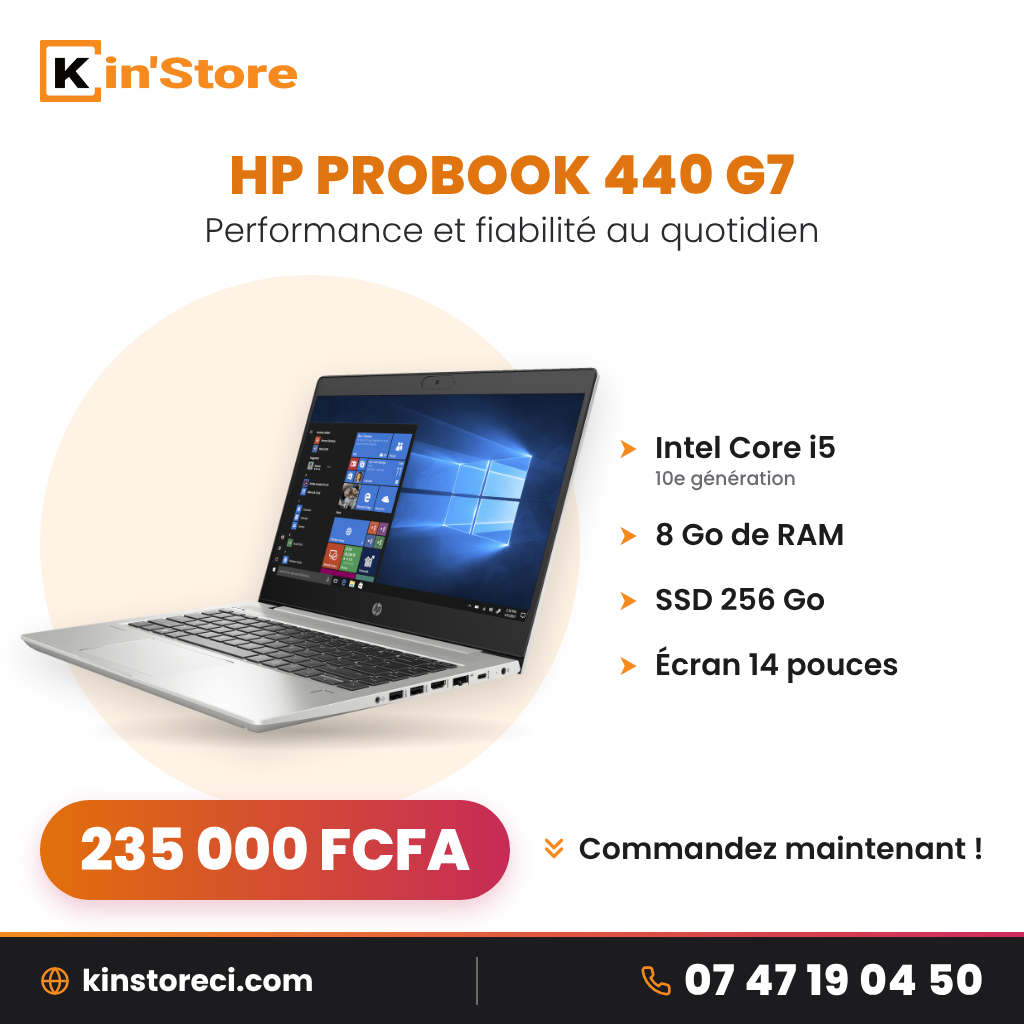 Kin'Store
HP PROBOOK 440 G7
Performance et fiabilité au quotidien
Intel Core i5
10e génération
8 Go de RAM
SSD 256 Go
Écran 14 pouces
235 000 FCFA
Commandez maintenant !
kinstoreci.com
07 47 19 04 50